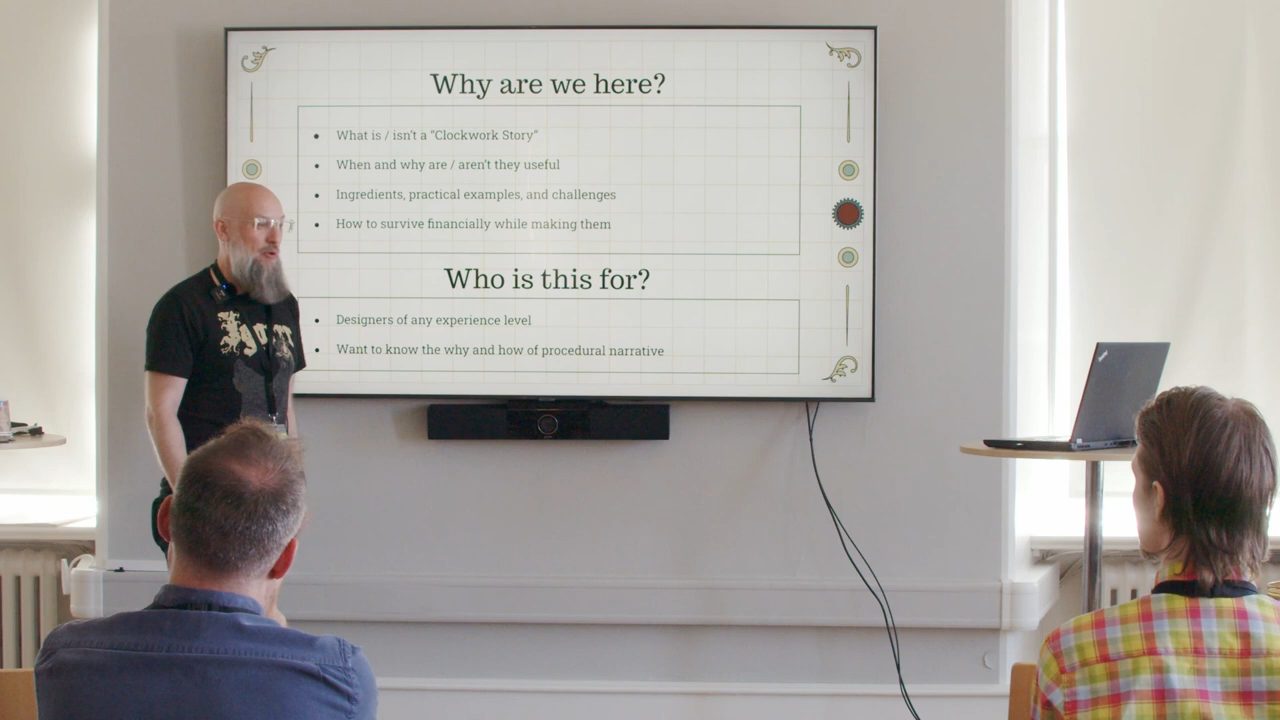 Why are we here?
What is / isn't a "Clockwork Story"
When and why are / aren't they useful
Ingredients, practical examples, and challenges
How to survive financially while making them
Who is this for?
Designers of any experience level
Want to know the why and how of procedural narrative